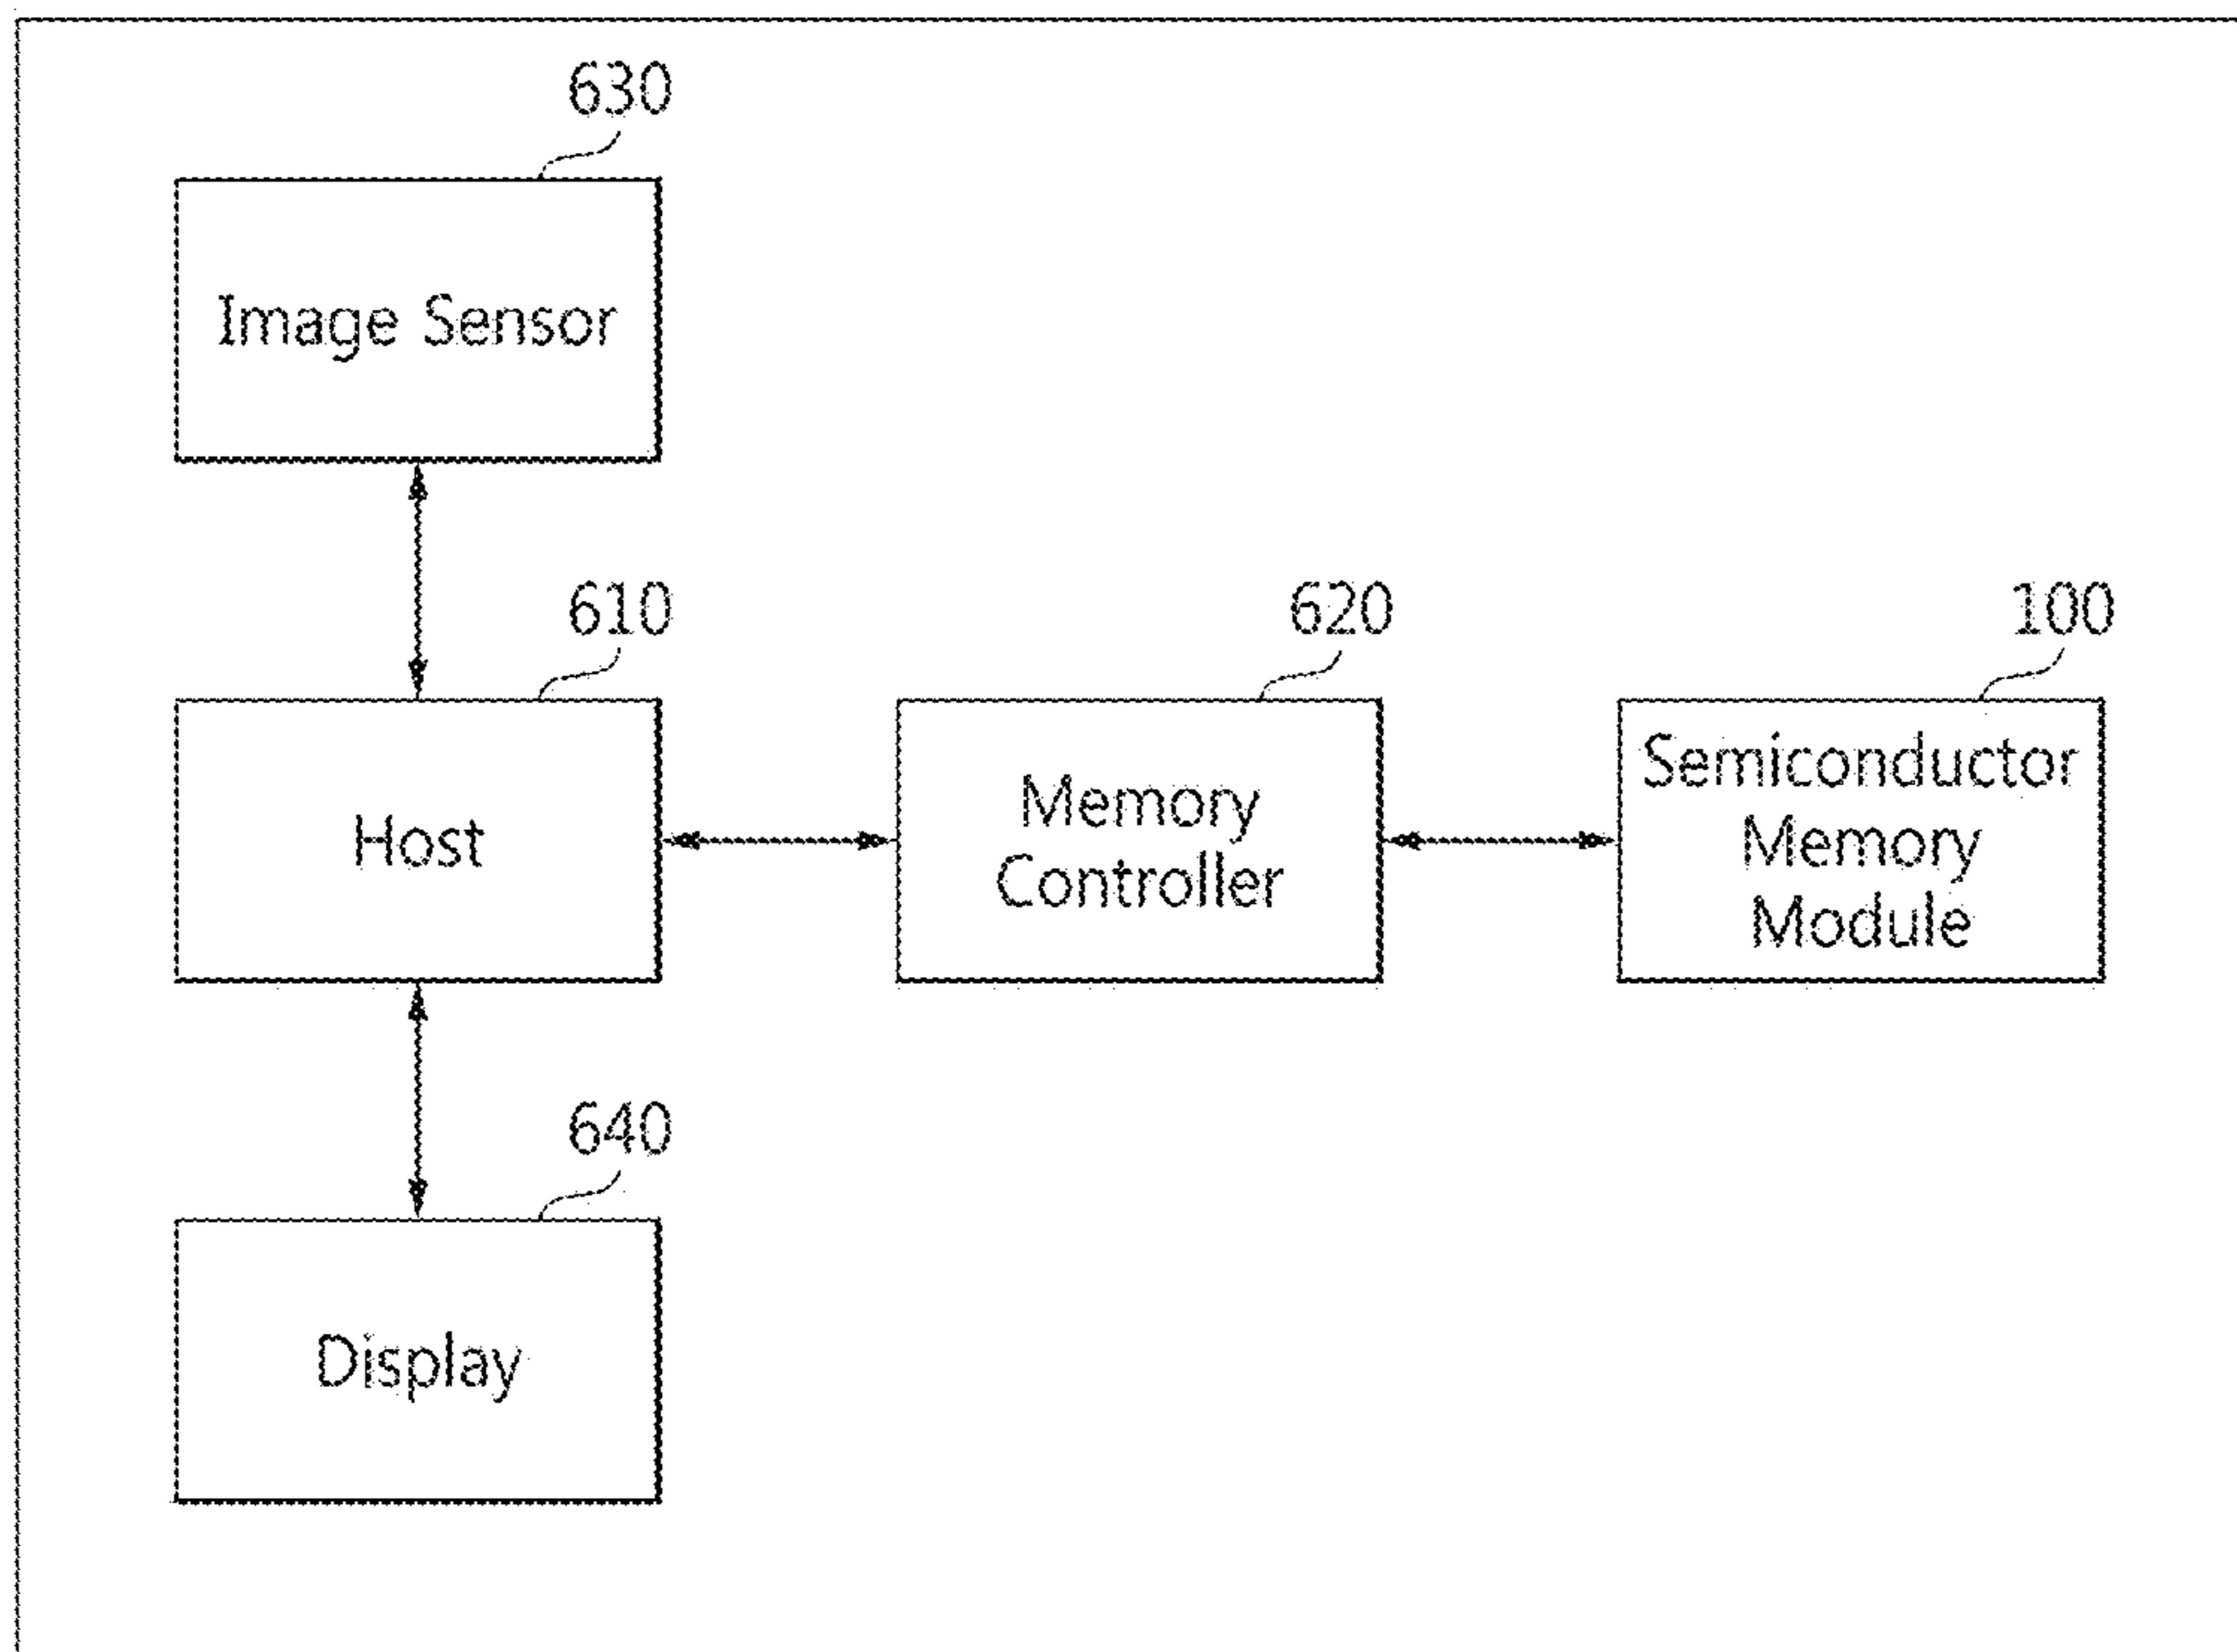 630
Image Sensor
610
Host
620
Memory
Controller
100
Semiconductor
Memory
Module
640
Display